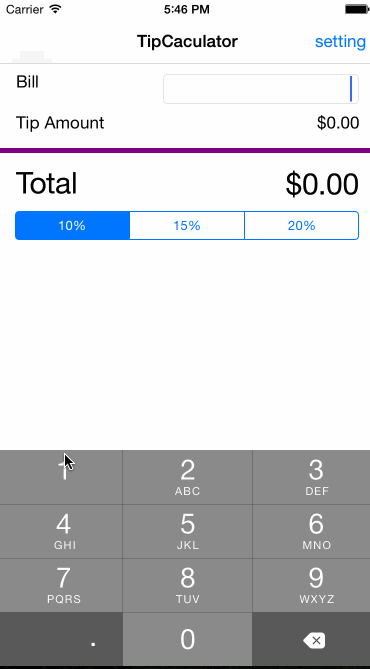 Carrier 5:46 PM
TipCaculator setting
Bill
Tip Amount $0.00
Total $0.00
10% 15% 20%
1 2 3
ABC DEF
4 5 6
GHI JKL MNO
7 8 9
PQRS TUV WXYZ
. 0